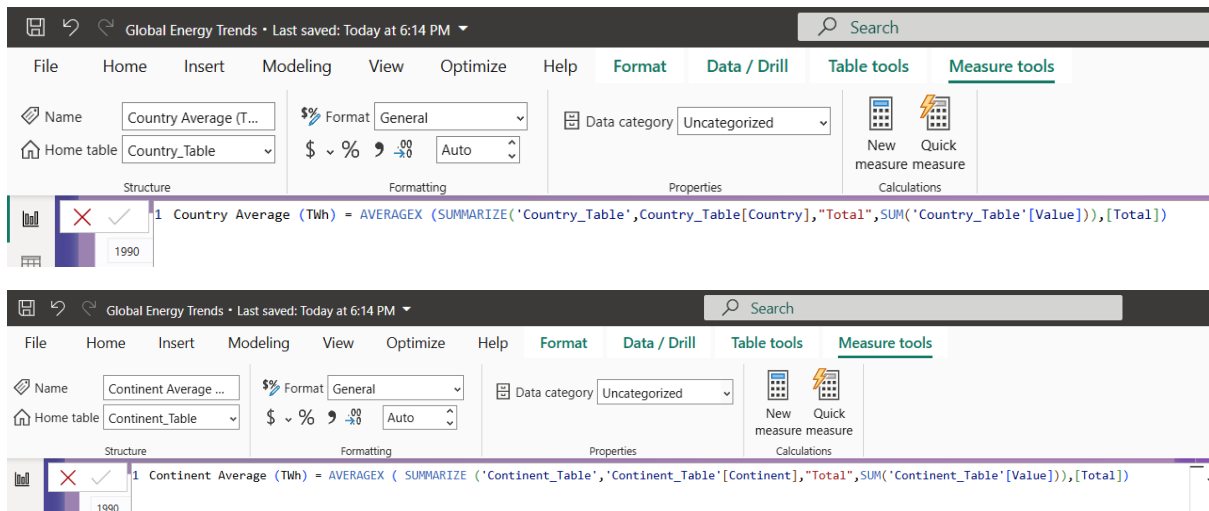 Global Energy Trends • Last saved: Today at 6:14 PM Search
File Home Insert Modeling View Optimize Help Format Data / Drill Table tools Measure tools
Name Country Average (T... $% Format General Data category Uncategorized New measure Quick measure
Home table Country_Table $ % 9 .00 →0 Auto
Structure Formatting Properties Calculations
1 Country Average (TWh) = AVERAGEX (SUMMARIZE('Country_Table',Country_Table[Country],"Total",SUM('Country_Table'[Value])),[Total])
1990
Global Energy Trends • Last saved: Today at 6:14 PM Search
File Home Insert Modeling View Optimize Help Format Data / Drill Table tools Measure tools
Name Continent Average ... $% Format General Data category Uncategorized New measure Quick measure
Home table Continent_Table $ % 9 .00 →0 Auto
Structure Formatting Properties Calculations
1 Continent Average (TWh) = AVERAGEX ( SUMMARIZE ('Continent_Table','Continent_Table'[Continent],"Total",SUM('Continent_Table'[Value])),[Total])
1990